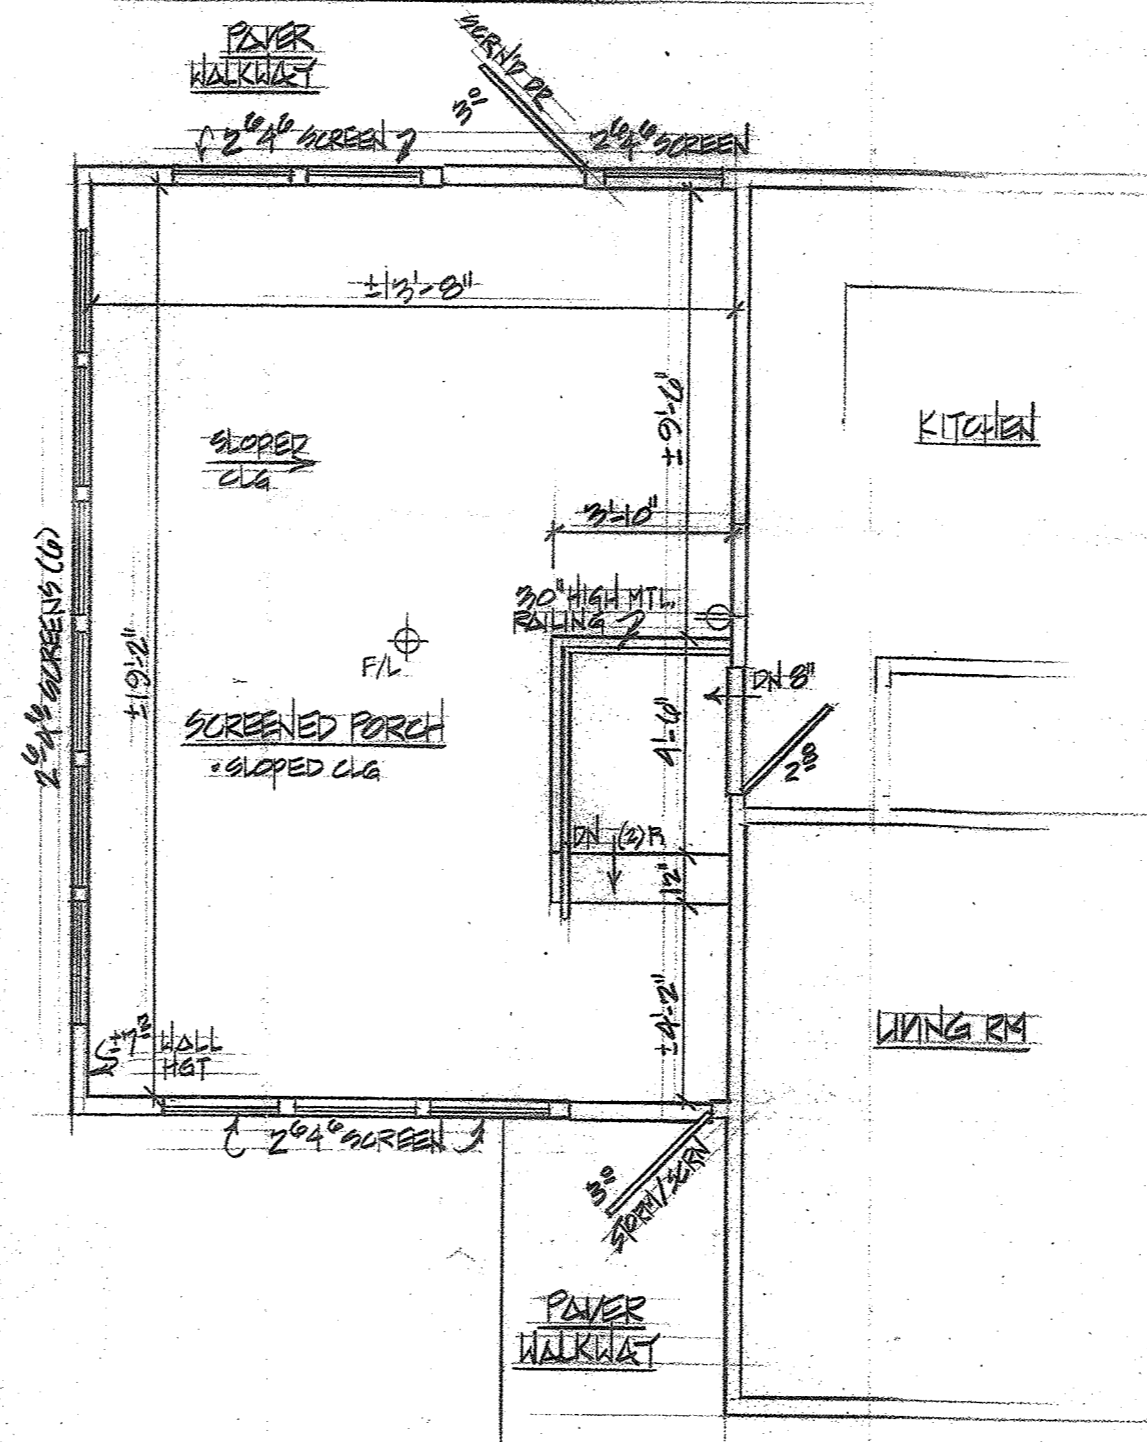 PAVER
WALKWAY
SCRN'D DR
3⁰
2⁶4⁶ SCREEN
2⁶4⁶ SCREEN
±13'-8"
±9'-6"
KITCHEN
SLOPED
CLG
3'-10"
2⁶4⁶ SCREENS (6)
30" HIGH MTL.
RAILING
±19'-2"
F/L
DN 8"
SCREENED PORCH
• SLOPED CLG
4'-6"
2⁸
DN (2) R
12"
±4'-2"
LIVING RM
WALL
HGT
2⁶4⁶ SCREEN
3⁰
STORM/SCRN
PAVER
WALKWAY